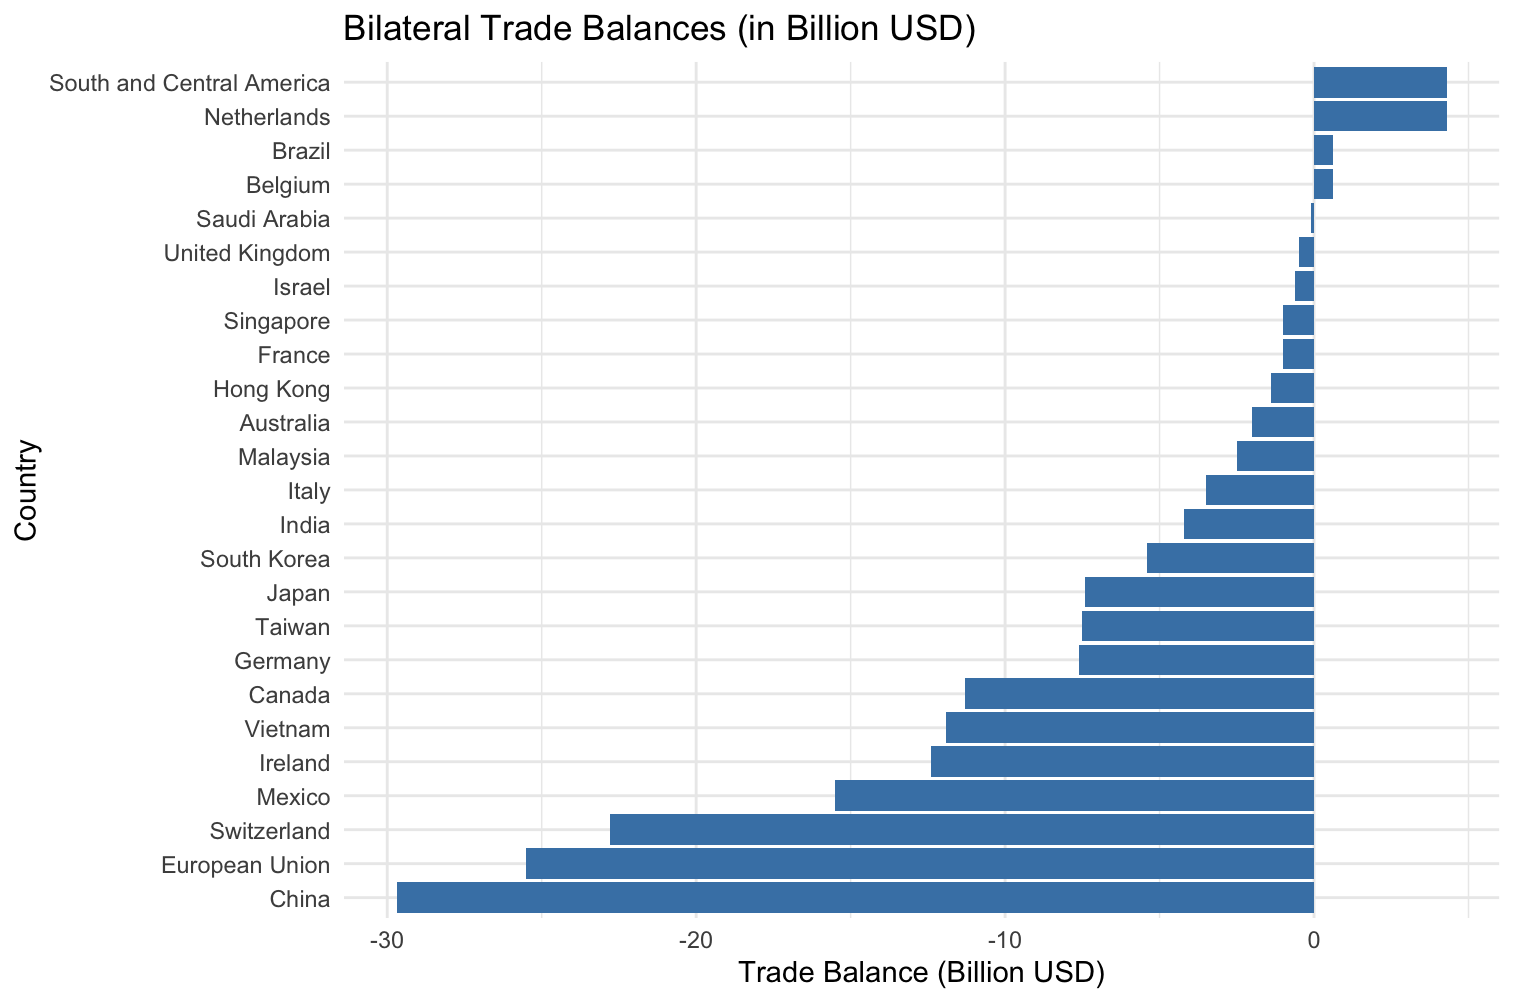 Bilateral Trade Balances (in Billion USD)
South and Central America
Netherlands
Brazil
Belgium
Saudi Arabia
United Kingdom
Israel
Singapore
France
Hong Kong
Australia
Malaysia
Italy
India
South Korea
Japan
Taiwan
Germany
Canada
Vietnam
Ireland
Mexico
Switzerland
European Union
China
Country
-30 -20 -10 0
Trade Balance (Billion USD)